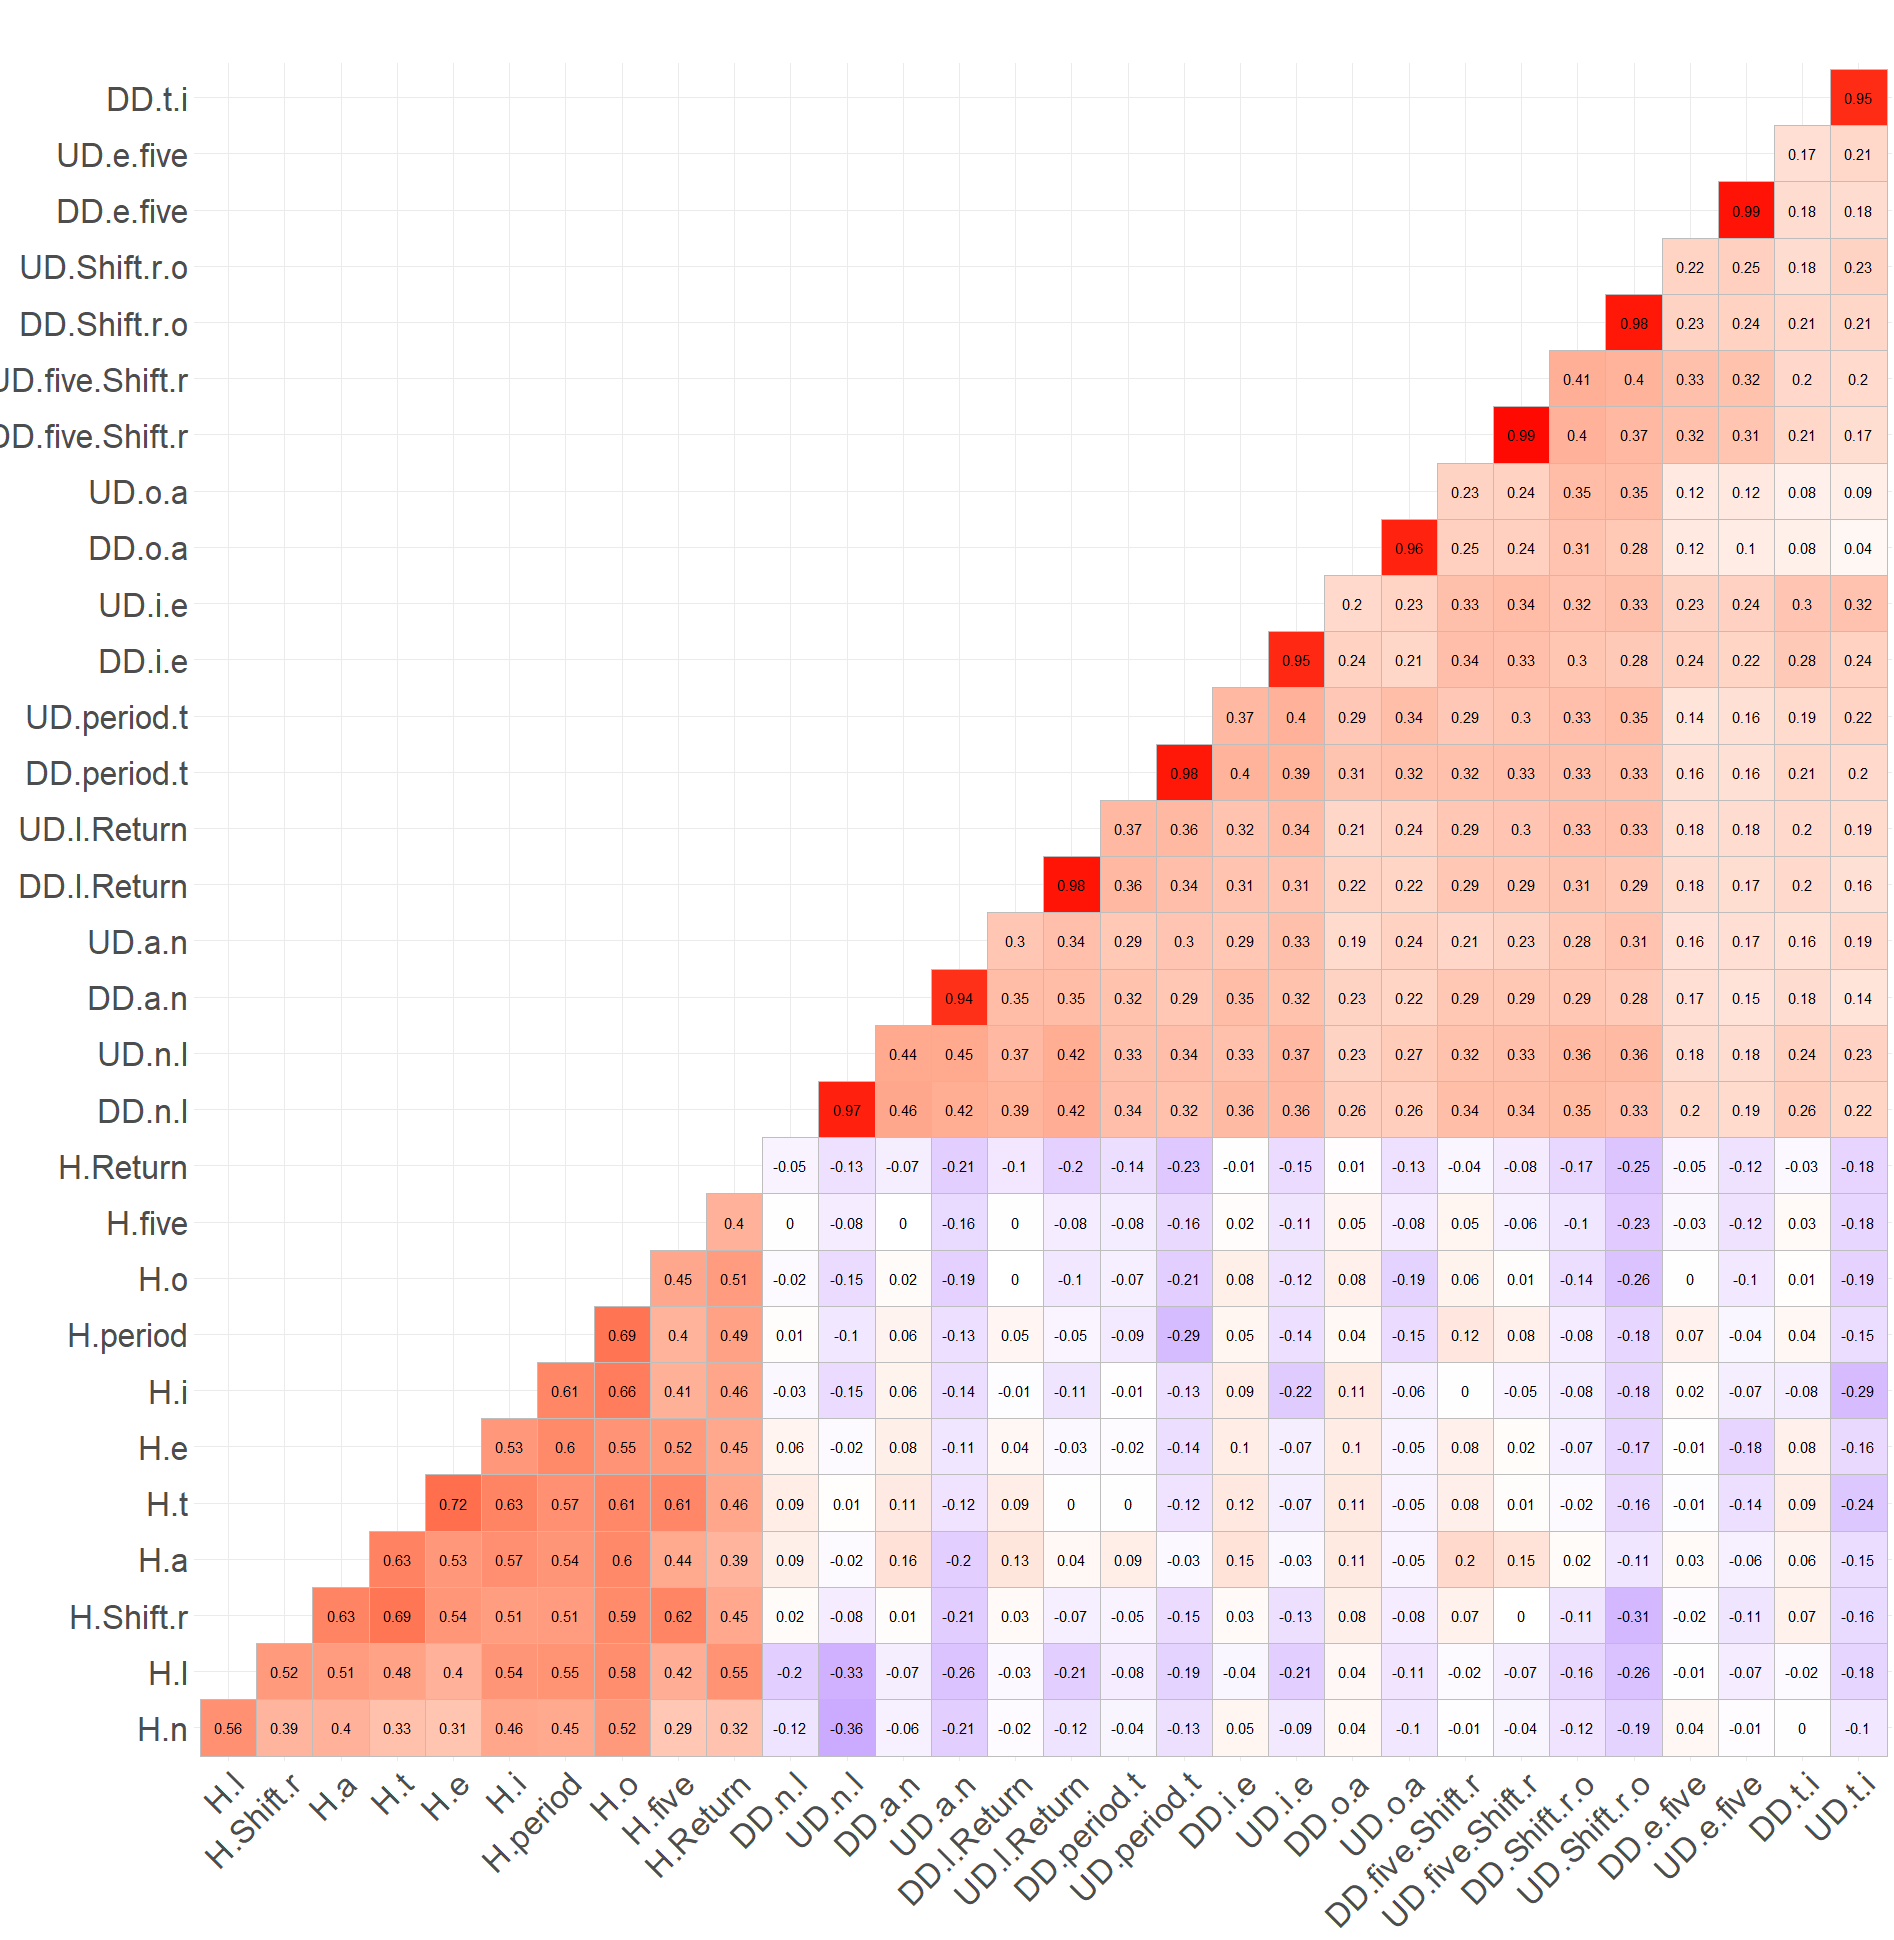 DD.t.i 0.95
UD.e.five 0.17 0.21
DD.e.five 0.99 0.18 0.18
UD.Shift.r.o 0.22 0.25 0.18 0.23
DD.Shift.r.o 0.98 0.23 0.24 0.21 0.21
UD.five.Shift.r 0.41 0.4 0.33 0.32 0.2 0.2
DD.five.Shift.r 0.99 0.4 0.37 0.32 0.31 0.21 0.17
UD.o.a 0.23 0.24 0.35 0.35 0.12 0.12 0.08 0.09
DD.o.a 0.96 0.25 0.24 0.31 0.28 0.12 0.1 0.08 0.04
UD.i.e 0.2 0.23 0.33 0.34 0.32 0.33 0.23 0.24 0.3 0.32
DD.i.e 0.95 0.24 0.21 0.34 0.33 0.3 0.28 0.24 0.22 0.28 0.24
UD.period.t 0.37 0.4 0.29 0.34 0.29 0.3 0.33 0.35 0.14 0.16 0.19 0.22
DD.period.t 0.98 0.4 0.39 0.31 0.32 0.32 0.33 0.33 0.33 0.16 0.16 0.21 0.2
UD.l.Return 0.37 0.36 0.32 0.34 0.21 0.24 0.29 0.3 0.33 0.33 0.18 0.18 0.2 0.19
DD.l.Return 0.98 0.36 0.34 0.31 0.31 0.22 0.22 0.29 0.29 0.31 0.29 0.18 0.17 0.2 0.16
UD.a.n 0.3 0.34 0.29 0.3 0.29 0.33 0.19 0.24 0.21 0.23 0.28 0.31 0.16 0.17 0.16 0.19
DD.a.n 0.94 0.35 0.35 0.32 0.29 0.35 0.32 0.23 0.22 0.29 0.29 0.29 0.28 0.17 0.15 0.18 0.14
UD.n.l 0.44 0.45 0.37 0.42 0.33 0.34 0.33 0.37 0.23 0.27 0.32 0.33 0.36 0.36 0.18 0.18 0.24 0.23
DD.n.l 0.97 0.46 0.42 0.39 0.42 0.34 0.32 0.36 0.36 0.26 0.26 0.34 0.34 0.35 0.33 0.2 0.19 0.26 0.22
H.Return -0.05 -0.13 -0.07 -0.21 -0.1 -0.2 -0.14 -0.23 -0.01 -0.15 0.01 -0.13 -0.04 -0.08 -0.17 -0.25 -0.05 -0.12 -0.03 -0.18
H.five 0.4 0 -0.08 0 -0.16 0 -0.08 -0.08 -0.16 0.02 -0.11 0.05 -0.08 0.05 -0.06 -0.1 -0.23 -0.03 -0.12 0.03 -0.18
H.o 0.45 0.51 -0.02 -0.15 0.02 -0.19 0 -0.1 -0.07 -0.21 0.08 -0.12 0.08 -0.19 0.06 0.01 -0.14 -0.26 0 -0.1 0.01 -0.19
H.period 0.69 0.4 0.49 0.01 -0.1 0.06 -0.13 0.05 -0.05 -0.09 -0.29 0.05 -0.14 0.04 -0.15 0.12 0.08 -0.08 -0.18 0.07 -0.04 0.04 -0.15
H.i 0.61 0.66 0.41 0.46 -0.03 -0.15 0.06 -0.14 -0.01 -0.11 -0.01 -0.13 0.09 -0.22 0.11 -0.06 0 -0.05 -0.08 -0.18 0.02 -0.07 -0.08 -0.29
H.e 0.53 0.6 0.55 0.52 0.45 0.06 -0.02 0.08 -0.11 0.04 -0.03 -0.02 -0.14 0.1 -0.07 0.1 -0.05 0.08 0.02 -0.07 -0.17 -0.01 -0.18 0.08 -0.16
H.t 0.72 0.63 0.57 0.61 0.61 0.46 0.09 0.01 0.11 -0.12 0.09 0 0 -0.12 0.12 -0.07 0.11 -0.05 0.08 0.01 -0.02 -0.16 -0.01 -0.14 0.09 -0.24
H.a 0.63 0.53 0.57 0.54 0.6 0.44 0.39 0.09 -0.02 0.16 -0.2 0.13 0.04 0.09 -0.03 0.15 -0.03 0.11 -0.05 0.2 0.15 0.02 -0.11 0.03 -0.06 0.06 -0.15
H.Shift.r 0.63 0.69 0.54 0.51 0.51 0.59 0.62 0.45 0.02 -0.08 0.01 -0.21 0.03 -0.07 -0.05 -0.15 0.03 -0.13 0.08 -0.08 0.07 0 -0.11 -0.31 -0.02 -0.11 0.07 -0.16
H.l 0.52 0.51 0.48 0.4 0.54 0.55 0.58 0.42 0.55 -0.2 -0.33 -0.07 -0.26 -0.03 -0.21 -0.08 -0.19 -0.04 -0.21 0.04 -0.11 -0.02 -0.07 -0.16 -0.26 -0.01 -0.07 -0.02 -0.18
H.n 0.56 0.39 0.4 0.33 0.31 0.46 0.45 0.52 0.29 0.32 -0.12 -0.36 -0.06 -0.21 -0.02 -0.12 -0.04 -0.13 0.05 -0.09 0.04 -0.1 -0.01 -0.04 -0.12 -0.19 0.04 -0.01 0 -0.1
H.l H.Shift.r H.a H.t H.e H.i H.period H.o H.five H.Return DD.n.l UD.n.l DD.a.n UD.a.n DD.l.Return UD.l.Return DD.period.t UD.period.t DD.i.e UD.i.e DD.o.a UD.o.a DD.five.Shift.r UD.five.Shift.r DD.Shift.r.o UD.Shift.r.o DD.e.five UD.e.five DD.t.i UD.t.i